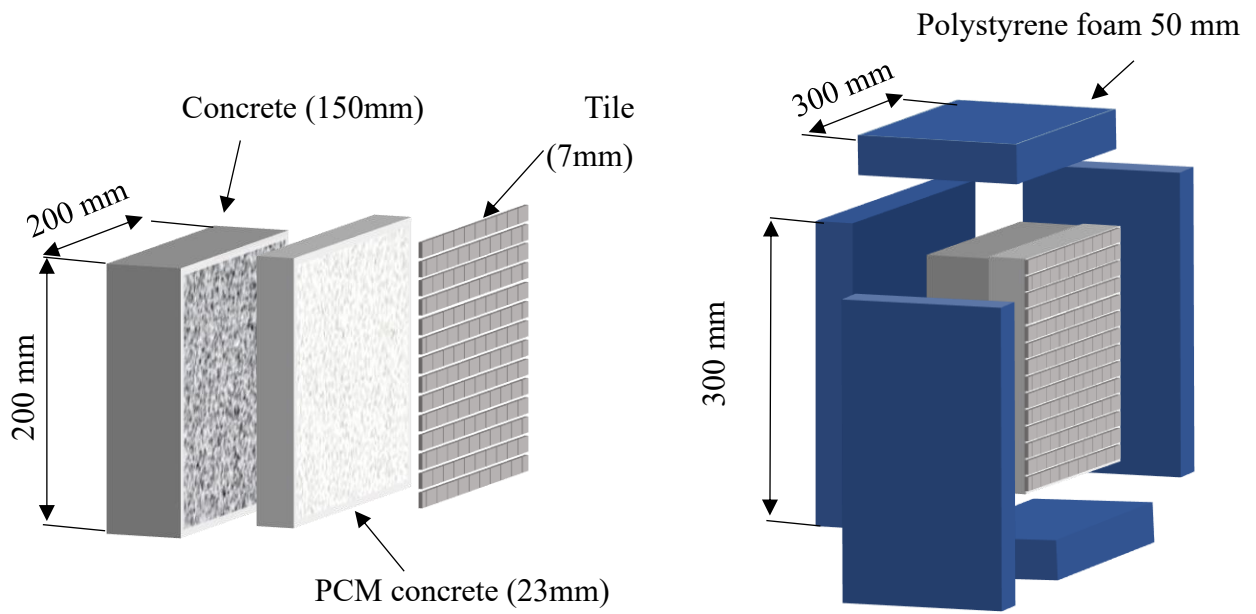 Polystyrene foam 50 mm
Concrete (150mm)
Tile
(7mm)
300 mm
200 mm
200 mm
300 mm
PCM concrete (23mm)